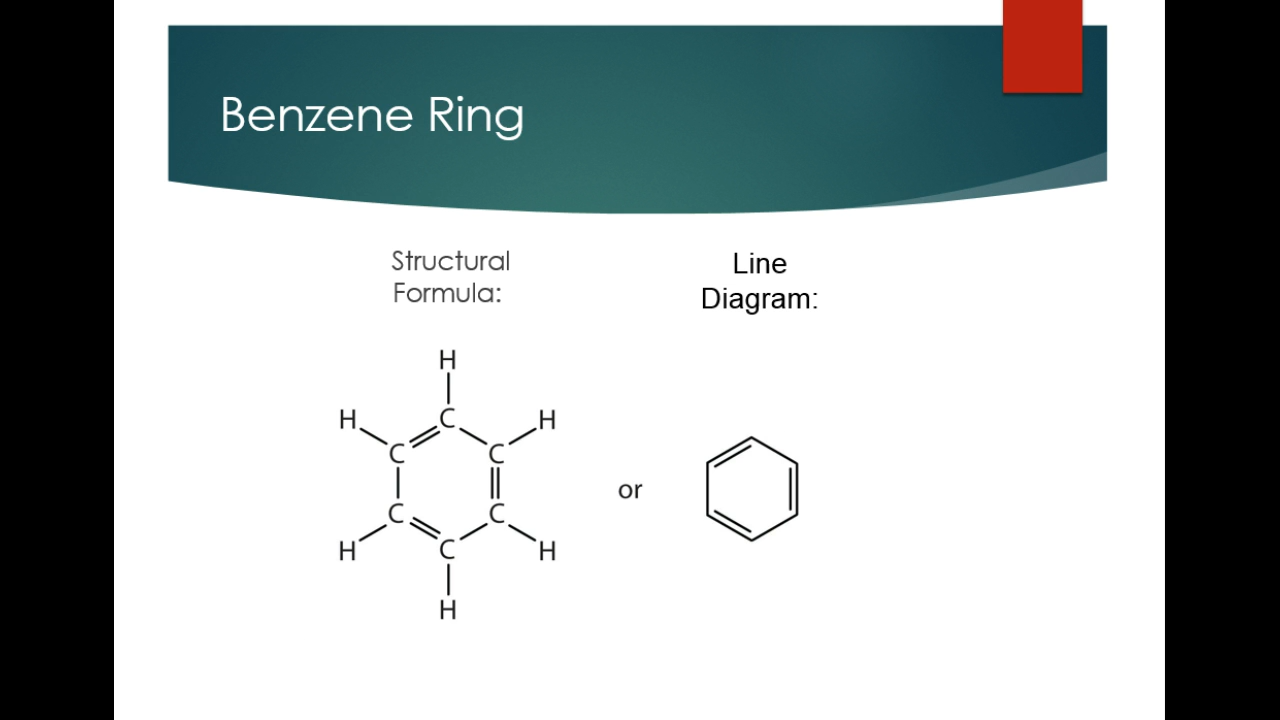 Benzene Ring
Structural
Formula:
Line
Diagram:
H
H C H
C C
or
C C
H C H
H